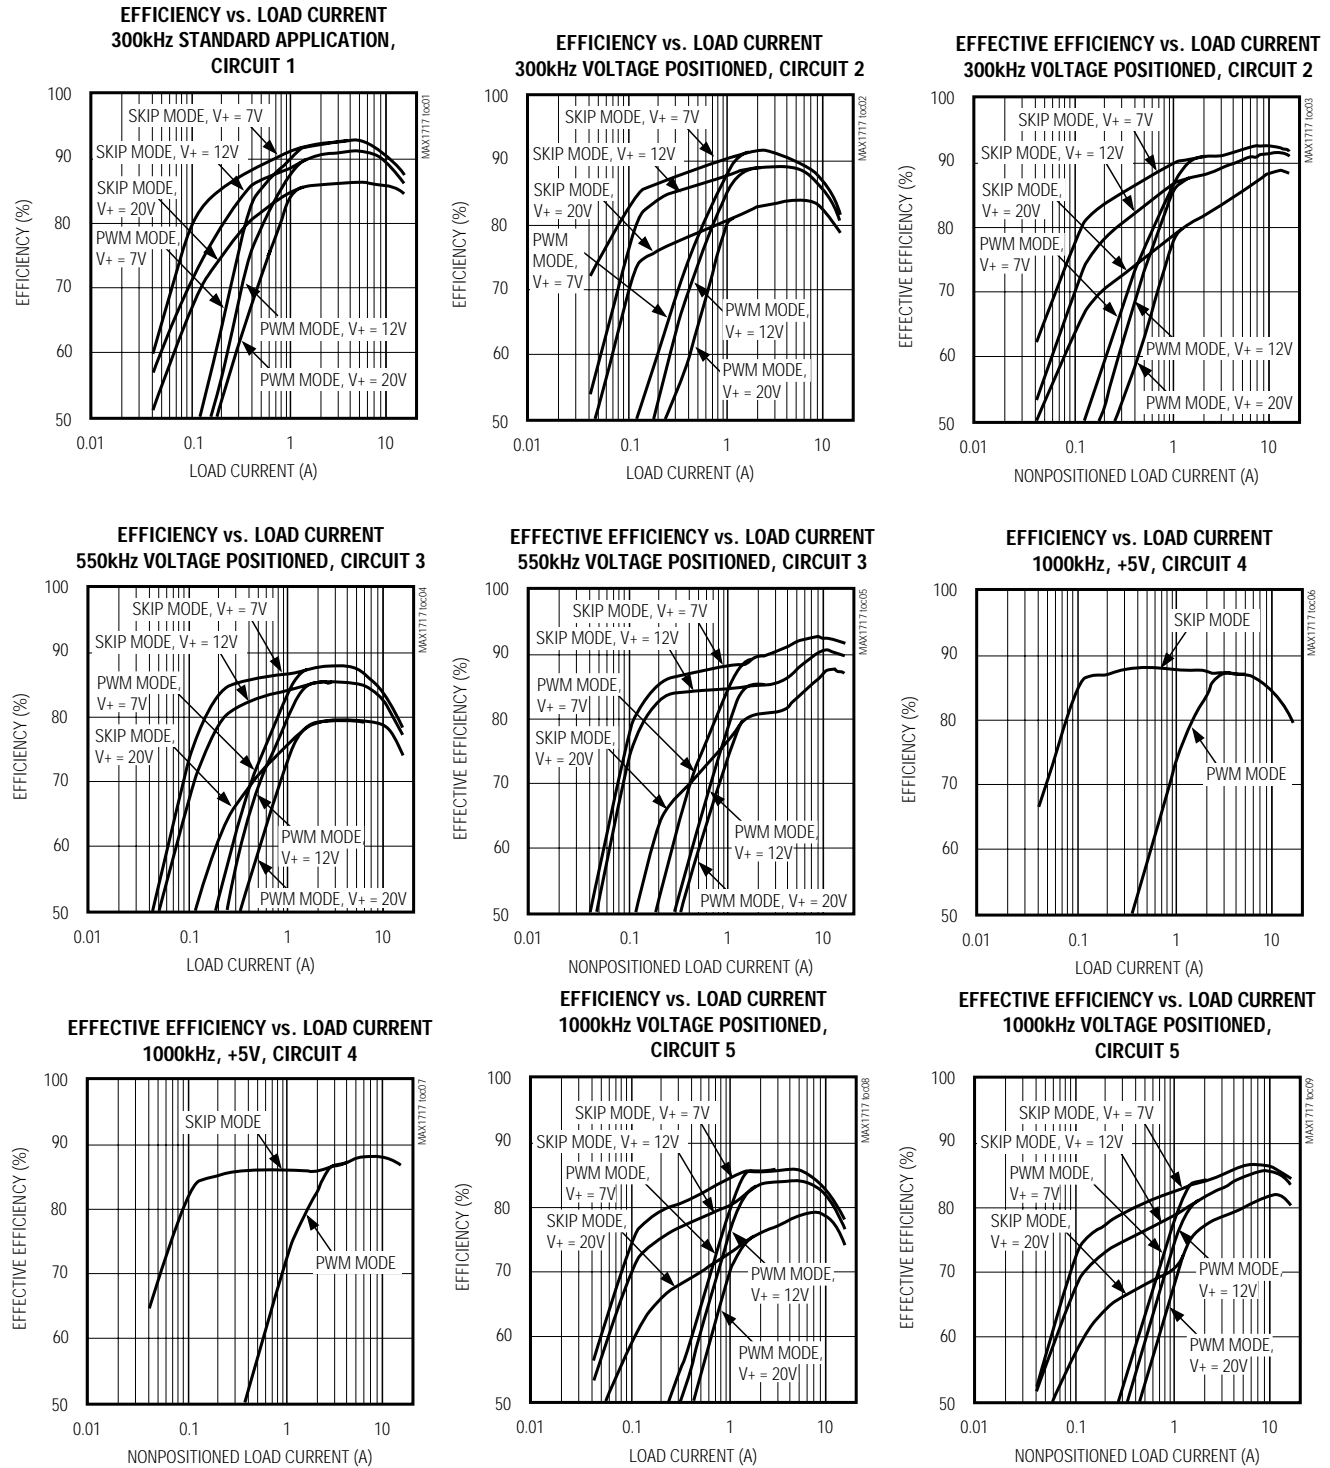 EFFICIENCY vs. LOAD CURRENT
300kHz STANDARD APPLICATION,
CIRCUIT 1
100
90
80
70
60
50
EFFICIENCY (%)
SKIP MODE, V+ = 7V
SKIP MODE, V+ = 12V
SKIP MODE,
V+ = 20V
PWM MODE,
V+ = 7V
PWM MODE, V+ = 12V
PWM MODE, V+ = 20V
MAX1717 toc01
0.01 0.1 1 10
LOAD CURRENT (A)
EFFICIENCY vs. LOAD CURRENT
300kHz VOLTAGE POSITIONED, CIRCUIT 2
100
90
80
70
60
50
EFFICIENCY (%)
SKIP MODE, V+ = 7V
SKIP MODE, V+ = 12V
SKIP MODE,
V+ = 20V
PWM
MODE,
V+ = 7V
PWM MODE,
V+ = 12V
PWM MODE,
V+ = 20V
MAX1717 toc02
0.01 0.1 1 10
LOAD CURRENT (A)
EFFECTIVE EFFICIENCY vs. LOAD CURRENT
300kHz VOLTAGE POSITIONED, CIRCUIT 2
100
90
80
70
60
50
EFFECTIVE EFFICIENCY (%)
SKIP MODE, V+ = 7V
SKIP MODE, V+ = 12V
SKIP MODE,
V+ = 20V
PWM MODE,
V+ = 7V
PWM MODE, V+ = 12V
PWM MODE, V+ = 20V
MAX1717 toc03
0.01 0.1 1 10
NONPOSITIONED LOAD CURRENT (A)
EFFICIENCY vs. LOAD CURRENT
550kHz VOLTAGE POSITIONED, CIRCUIT 3
100
90
80
70
60
50
EFFICIENCY (%)
SKIP MODE, V+ = 7V
SKIP MODE, V+ = 12V
PWM MODE,
V+ = 7V
SKIP MODE,
V+ = 20V
PWM MODE,
V+ = 12V
PWM MODE, V+ = 20V
MAX1717 toc04
0.01 0.1 1 10
LOAD CURRENT (A)
EFFECTIVE EFFICIENCY vs. LOAD CURRENT
550kHz VOLTAGE POSITIONED, CIRCUIT 3
100
90
80
70
60
50
EFFECTIVE EFFICIENCY (%)
SKIP MODE, V+ = 7V
SKIP MODE, V+ = 12V
PWM MODE,
V+ = 7V
SKIP MODE,
V+ = 20V
PWM MODE,
V+ = 12V
PWM MODE, V+ = 20V
MAX1717 toc05
0.01 0.1 1 10
NONPOSITIONED LOAD CURRENT (A)
EFFICIENCY vs. LOAD CURRENT
1000kHz, +5V, CIRCUIT 4
100
90
80
70
60
50
EFFICIENCY (%)
SKIP MODE
PWM MODE
MAX1717 toc06
0.01 0.1 1 10
LOAD CURRENT (A)
EFFECTIVE EFFICIENCY vs. LOAD CURRENT
1000kHz, +5V, CIRCUIT 4
100
90
80
70
60
50
EFFECTIVE EFFICIENCY (%)
SKIP MODE
PWM MODE
MAX1717 toc07
0.01 0.1 1 10
NONPOSITIONED LOAD CURRENT (A)
EFFICIENCY vs. LOAD CURRENT
1000kHz VOLTAGE POSITIONED,
CIRCUIT 5
100
90
80
70
60
50
EFFICIENCY (%)
SKIP MODE, V+ = 7V
SKIP MODE, V+ = 12V
PWM MODE,
V+ = 7V
SKIP MODE,
V+ = 20V
PWM MODE,
V+ = 12V
PWM MODE,
V+ = 20V
MAX1717 toc08
0.01 0.1 1 10
LOAD CURRENT (A)
EFFECTIVE EFFICIENCY vs. LOAD CURRENT
1000kHz VOLTAGE POSITIONED,
CIRCUIT 5
100
90
80
70
60
50
EFFECTIVE EFFICIENCY (%)
SKIP MODE, V+ = 7V
SKIP MODE, V+ = 12V
PWM MODE,
V+ = 7V
SKIP MODE,
V+ = 20V
PWM MODE,
V+ = 12V
PWM MODE,
V+ = 20V
MAX1717 toc09
0.01 0.1 1 10
NONPOSITIONED LOAD CURRENT (A)